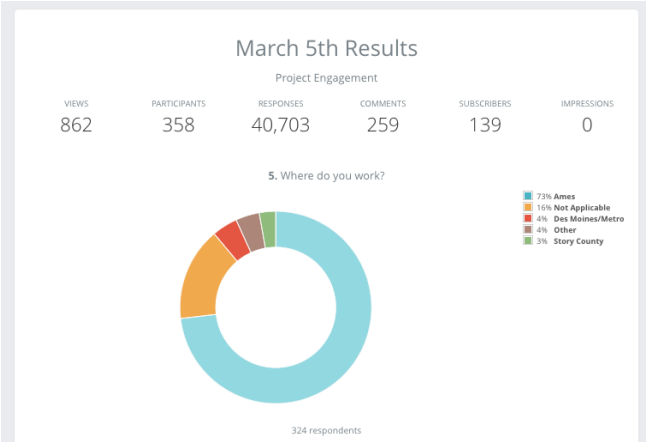 March 5th Results
Project Engagement
VIEWS PARTICIPANTS RESPONSES COMMENTS SUBSCRIBERS IMPRESSIONS
862 358 40,703 259 139 0
5. Where do you work?
73% Ames
16% Not Applicable
4% Des Moines/Metro
4% Other
3% Story County
324 respondents